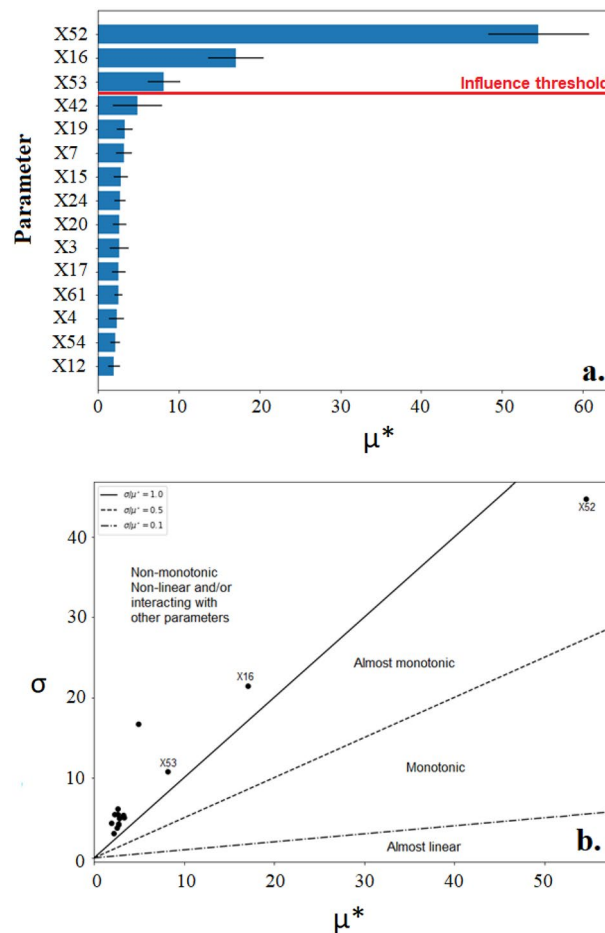 X52
X16
X53
Influence threshold
X42
X19
X7
X15
X24
X20
X3
X17
X61
X4
X54
X12
Parameter
a.
0 10 20 30 40 50 60
μ*
σ/μ* = 1.0
σ/μ* = 0.5
σ/μ* = 0.1
X52
40
Non-monotonic
Non-linear and/or
interacting with
other parameters
30
Almost monotonic
X16
σ
20
X53
Monotonic
10
Almost linear
b.
0
0 10 20 30 40 50
μ*